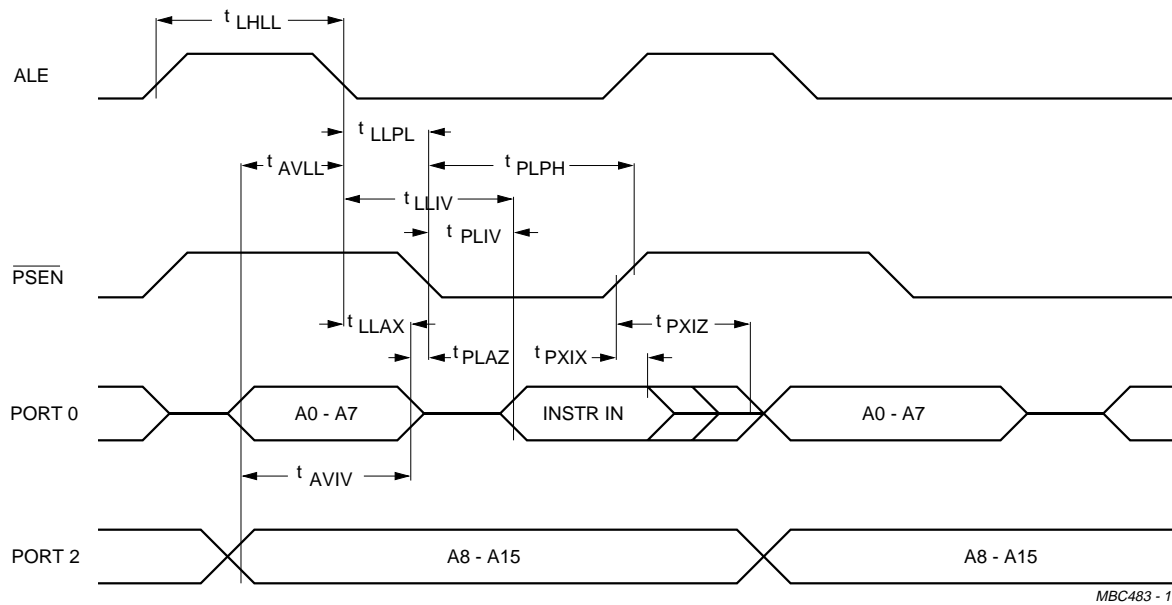 t LHLL
ALE
t LLPL
t AVLL
t PLPH
t LLIV
t PLIV
PSEN
t LLAX
t PXIZ
t PLAZ
t PXIX
PORT 0
A0 - A7
INSTR IN
A0 - A7
t AVIV
PORT 2
A8 - A15
A8 - A15
MBC483 - 1